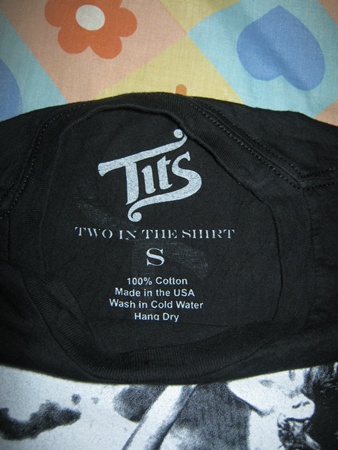 TITS
TWO IN THE SHIRT
S
100% Cotton
Made in the USA
Wash in Cold Water
Hang Dry